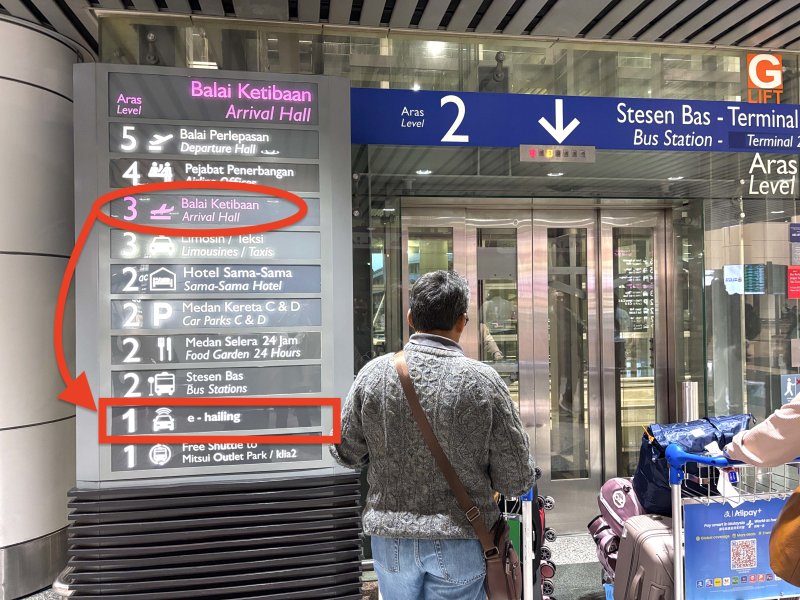 Balai Ketibaan
Aras
Level
Arrival Hall
5 Balai Perlepasan
Departure Hall
4 Pejabat Penerbangan
Airline Offices
3 Balai Ketibaan
Arrival Hall
3 Limosin / Teksi
Limousines / Taxis
2 ac Hotel Sama-Sama
Sama-Sama Hotel
2 P Medan Kereta C & D
Car Parks C & D
2 Medan Selera 24 Jam
Food Garden 24 Hours
2 Stesen Bas
Bus Stations
1 e - hailing
1 Free Shuttle to
Mitsui Outlet Park / klia2
Aras
Level
2
Stesen Bas - Terminal
Bus Station - Terminal 2
G
LIFT
Aras
Level
Alipay+